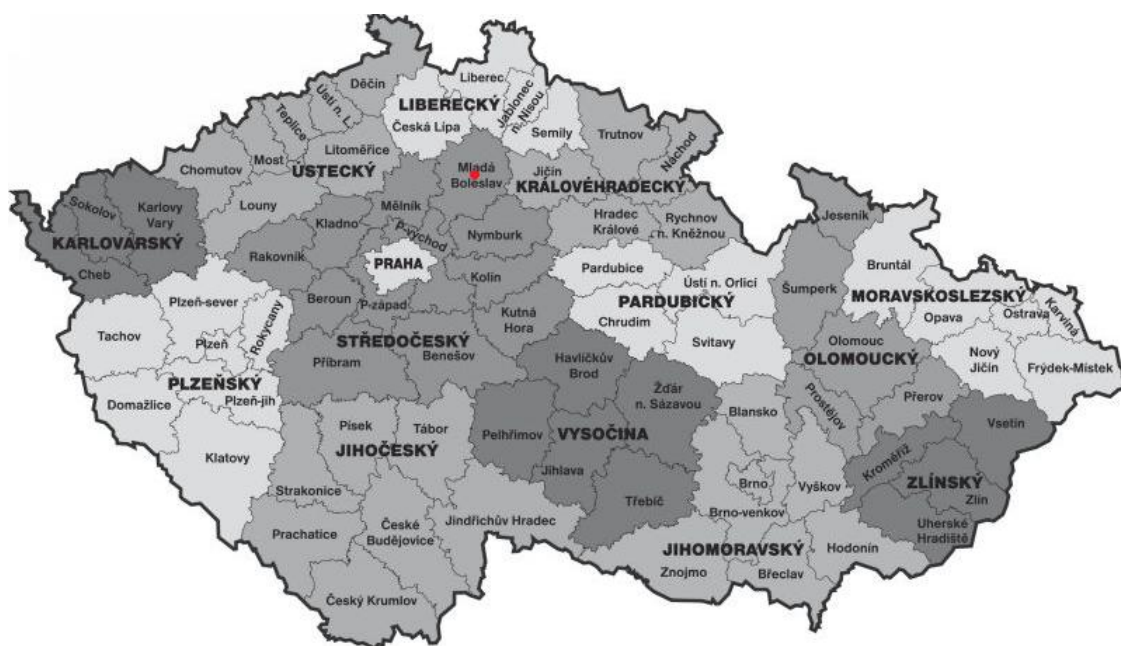 Děčín
Liberec
Jablonec
n. Nisou
LIBERECKÝ
Česká Lípa
Semily
Ústí n. L.
Teplice
Most
Litoměřice
ÚSTECKÝ
Chomutov
Louny
Trutnov
Náchod
Jičín
KRÁLOVÉHRADECKÝ
Hradec
Králové
Rychnov
n. Kněžnou
Mladá
Boleslav
Mělník
Kladno
P-východ
Nymburk
Rakovník
PRAHA
Kolín
Beroun
P-západ
Kutná
Hora
STŘEDOČESKÝ
Benešov
Příbram
Sokolov
Karlovy
Vary
KARLOVARSKÝ
Cheb
Plzeň-sever
Rokycany
Tachov
Plzeň
PLZEŇSKÝ
Plzeň-jih
Domažlice
Klatovy
Pardubice
Ústí n. Orlicí
PARDUBICKÝ
Chrudim
Svitavy
Jeseník
Šumperk
Olomouc
OLOMOUCKÝ
Prostějov
Přerov
Bruntál
MORAVSKOSLEZSKÝ
Opava
Ostrava
Karviná
Nový
Jičín
Frýdek-Místek
Havlíčkův
Brod
Žďár
n. Sázavou
Pelhřimov
VYSOČINA
Jihlava
Třebíč
Písek
Tábor
JIHOČESKÝ
Strakonice
Prachatice
České
Budějovice
Jindřichův Hradec
Český Krumlov
Blansko
Brno
Vyškov
Brno-venkov
JIHOMORAVSKÝ
Hodonín
Znojmo
Břeclav
Vsetín
Kroměříž
ZLÍNSKÝ
Zlín
Uherské
Hradiště